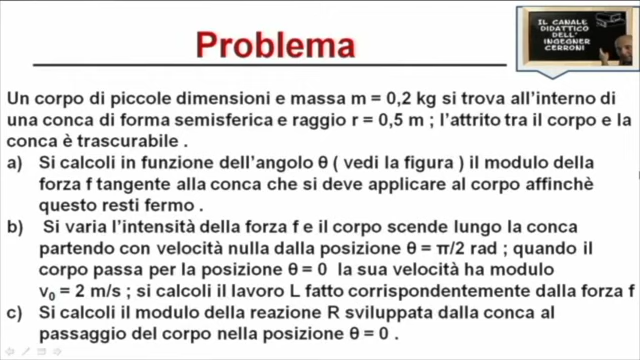 Problema
IL CANALE
DIDATTICO
DELL'
INGEGNER
CERRONI
Un corpo di piccole dimensioni e massa m = 0,2 kg si trova all'interno di
una conca di forma semisferica e raggio r = 0,5 m ; l'attrito tra il corpo e la
conca è trascurabile .
a) Si calcoli in funzione dell'angolo θ ( vedi la figura ) il modulo della
forza f tangente alla conca che si deve applicare al corpo affinchè
questo resti fermo .
b) Si varia l'intensità della forza f e il corpo scende lungo la conca
partendo con velocità nulla dalla posizione θ = π/2 rad ; quando il
corpo passa per la posizione θ = 0 la sua velocità ha modulo
v₀ = 2 m/s ; si calcoli il lavoro L fatto corrispondentemente dalla forza f
c) Si calcoli il modulo della reazione R sviluppata dalla conca al
passaggio del corpo nella posizione θ = 0 .